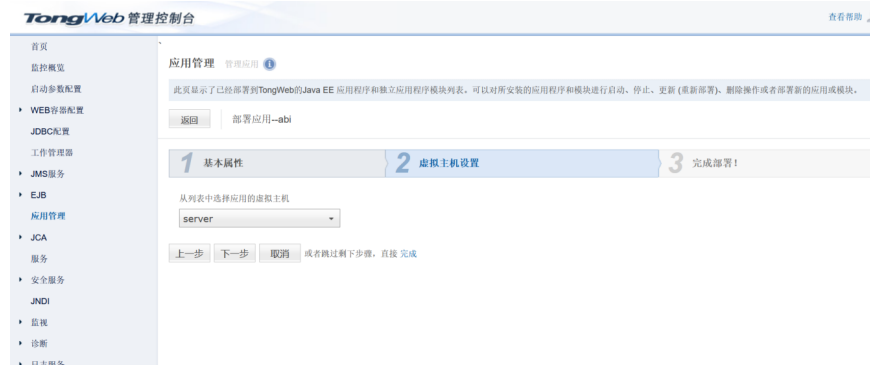 TongWeb 管理控制台
查看帮助
首页
监控概览
启动参数配置
WEB容器配置
JDBC配置
工作管理器
JMS服务
EJB
应用管理
JCA
服务
安全服务
JNDI
监视
诊断
日志服务
、
应用管理 管理应用
此页显示了已经部署到TongWeb的Java EE 应用程序和独立应用程序模块列表。可以对所安装的应用程序和模块进行启动、停止、更新 (重新部署)、删除操作或者部署新的应用或模块。
返回 部署应用--abi
1 基本属性 2 虚拟主机设置 3 完成部署!
从列表中选择应用的虚拟主机
server
上一步 下一步 取消 或者跳过剩下步骤,直接 完成